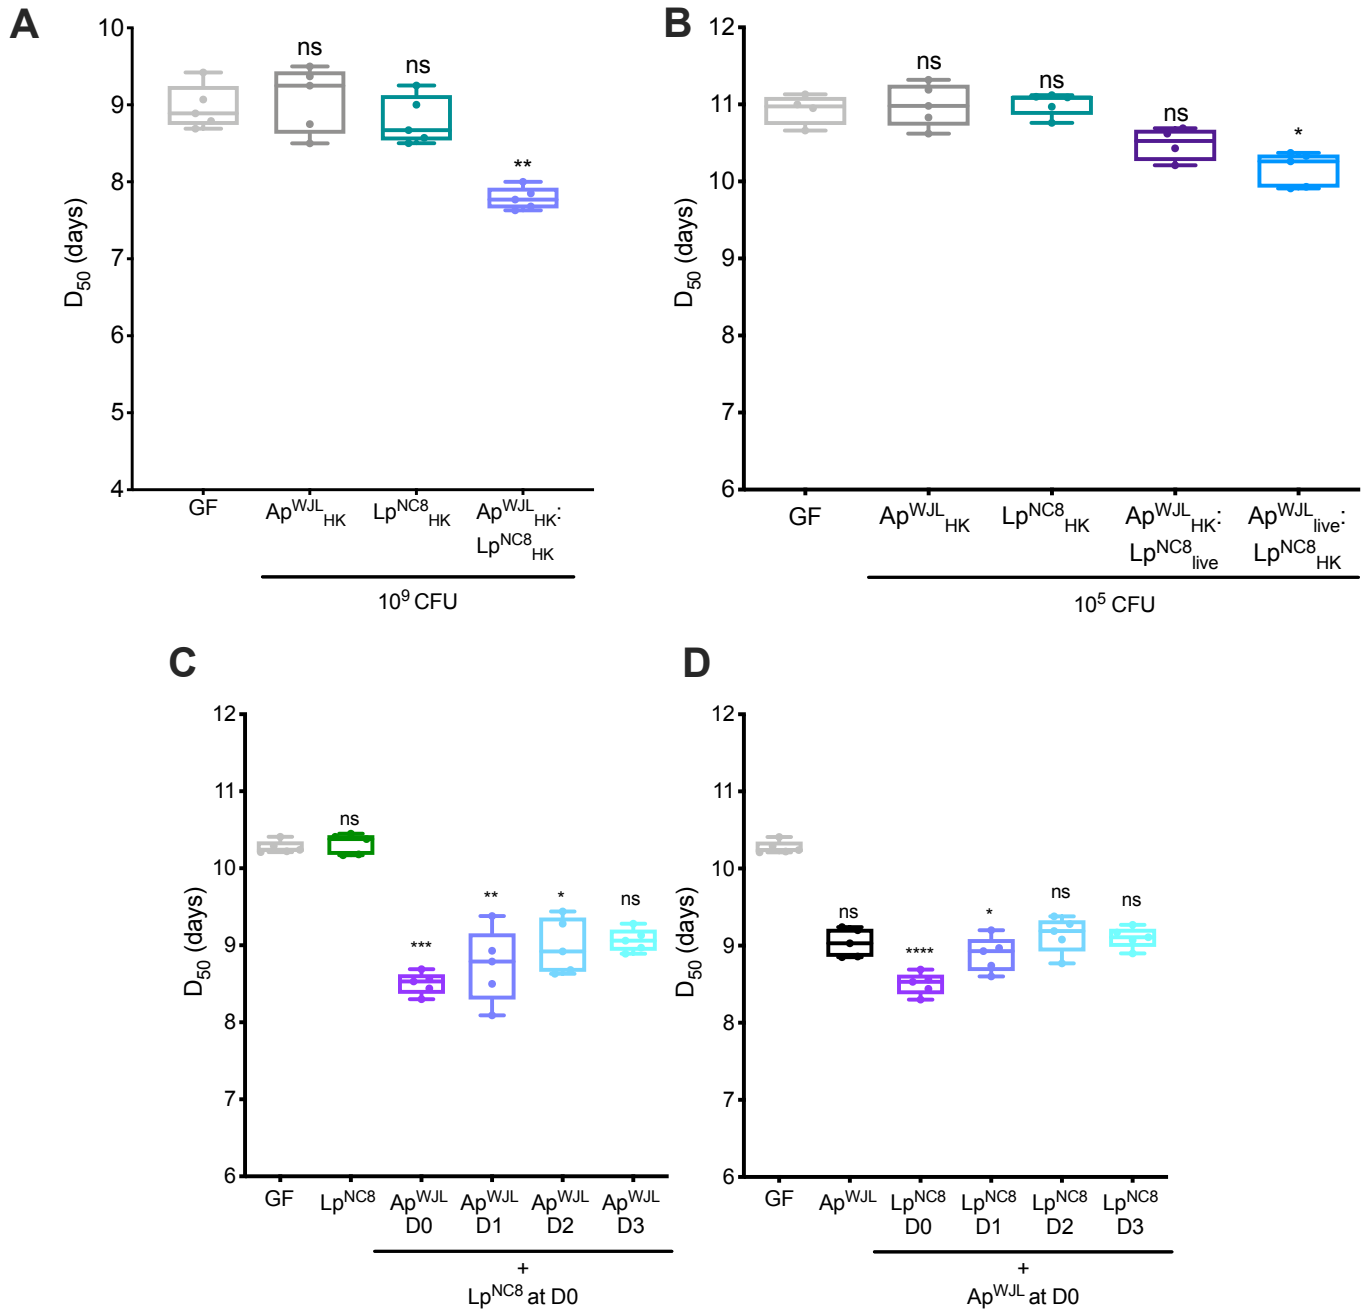 A
10
9
8
7
6
5
4
D50 (days)
ns
ns
**
GF
ApWJLHK
LpNC8HK
ApWJLHK:
LpNC8HK
10^9 CFU
B
12
11
10
9
8
7
6
D50 (days)
ns
ns
ns
*
GF
ApWJLHK
LpNC8HK
ApWJLHK:
LpNC8live
ApWJLlive:
LpNC8HK
10^5 CFU
C
12
11
10
9
8
7
6
D50 (days)
ns
***
**
*
ns
GF
LpNC8
ApWJL
D0
ApWJL
D1
ApWJL
D2
ApWJL
D3
+
LpNC8 at D0
D
12
11
10
9
8
7
6
D50 (days)
ns
****
*
ns
ns
GF
ApWJL
LpNC8
D0
LpNC8
D1
LpNC8
D2
LpNC8
D3
+
ApWJL at D0